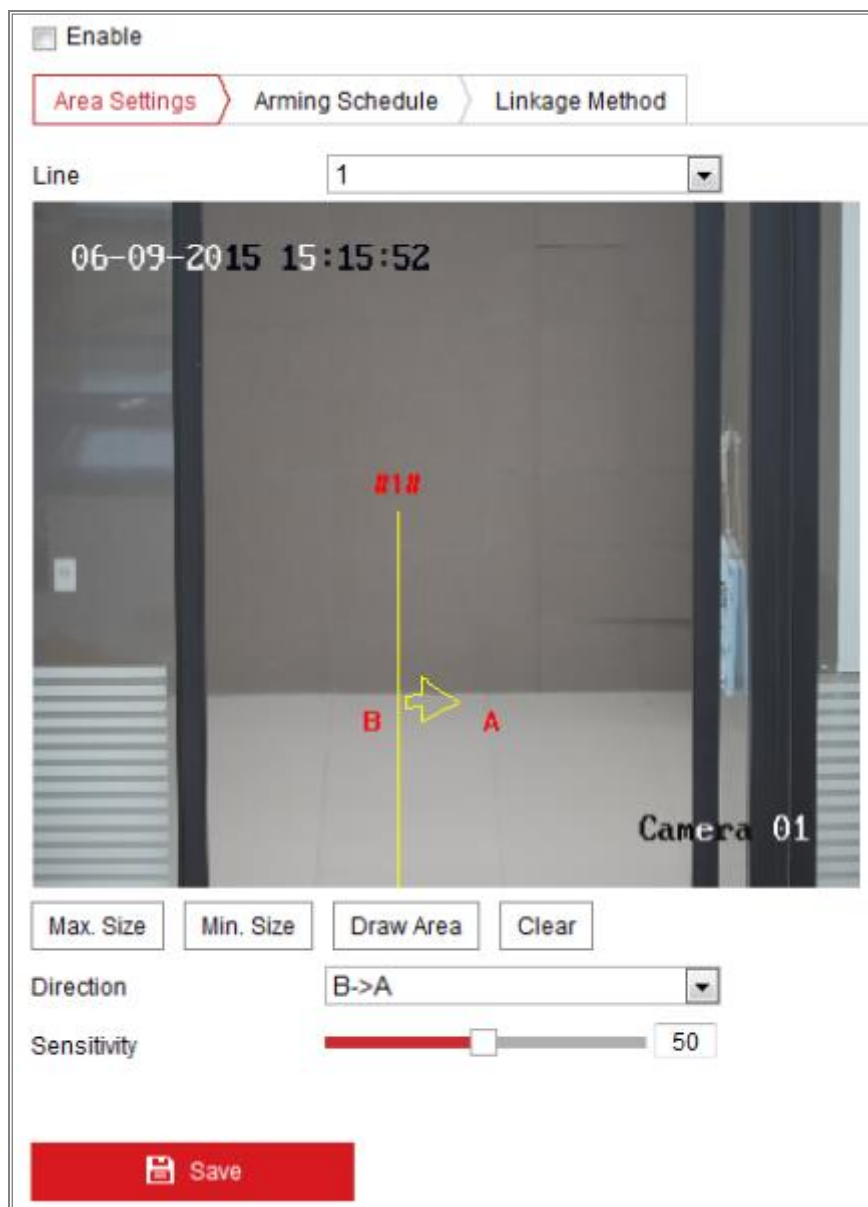 Enable
Area Settings Arming Schedule Linkage Method
Line 1
06-09-2015 15:15:52
#1#
B A
Camera 01
Max. Size Min. Size Draw Area Clear
Direction B->A
Sensitivity 50
Save